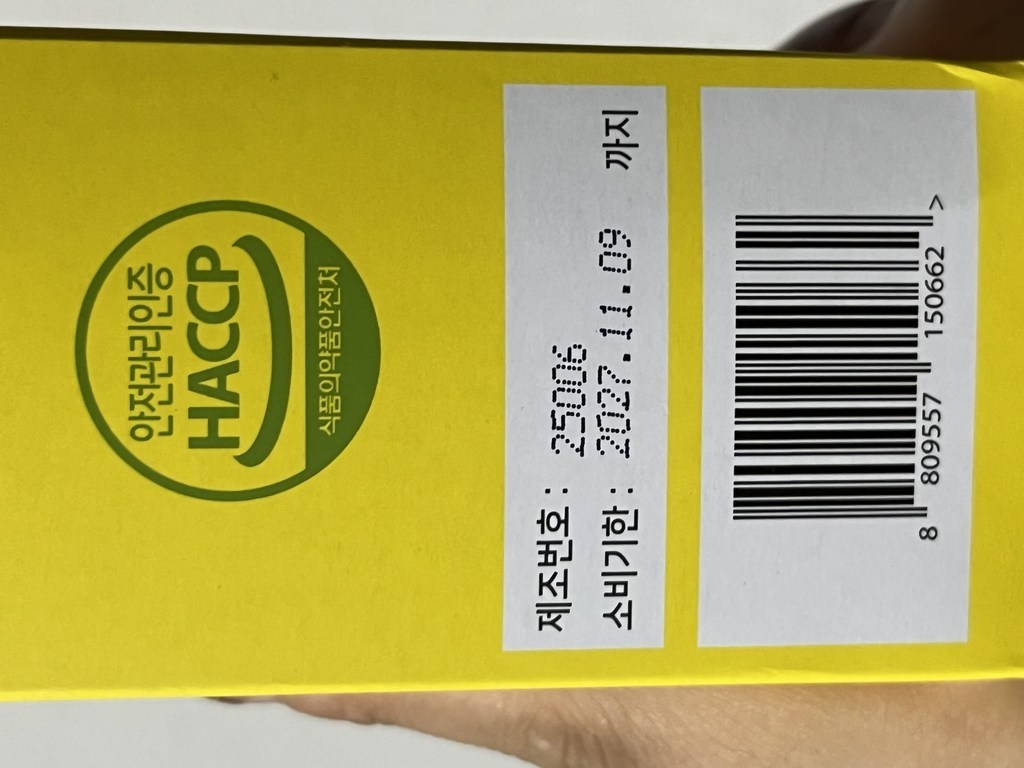 안전관리인증
HACCP
식품의약품안전처
제조번호 : 25006
소비기한 : 2027.11.09 까지
8 809557 150662 >